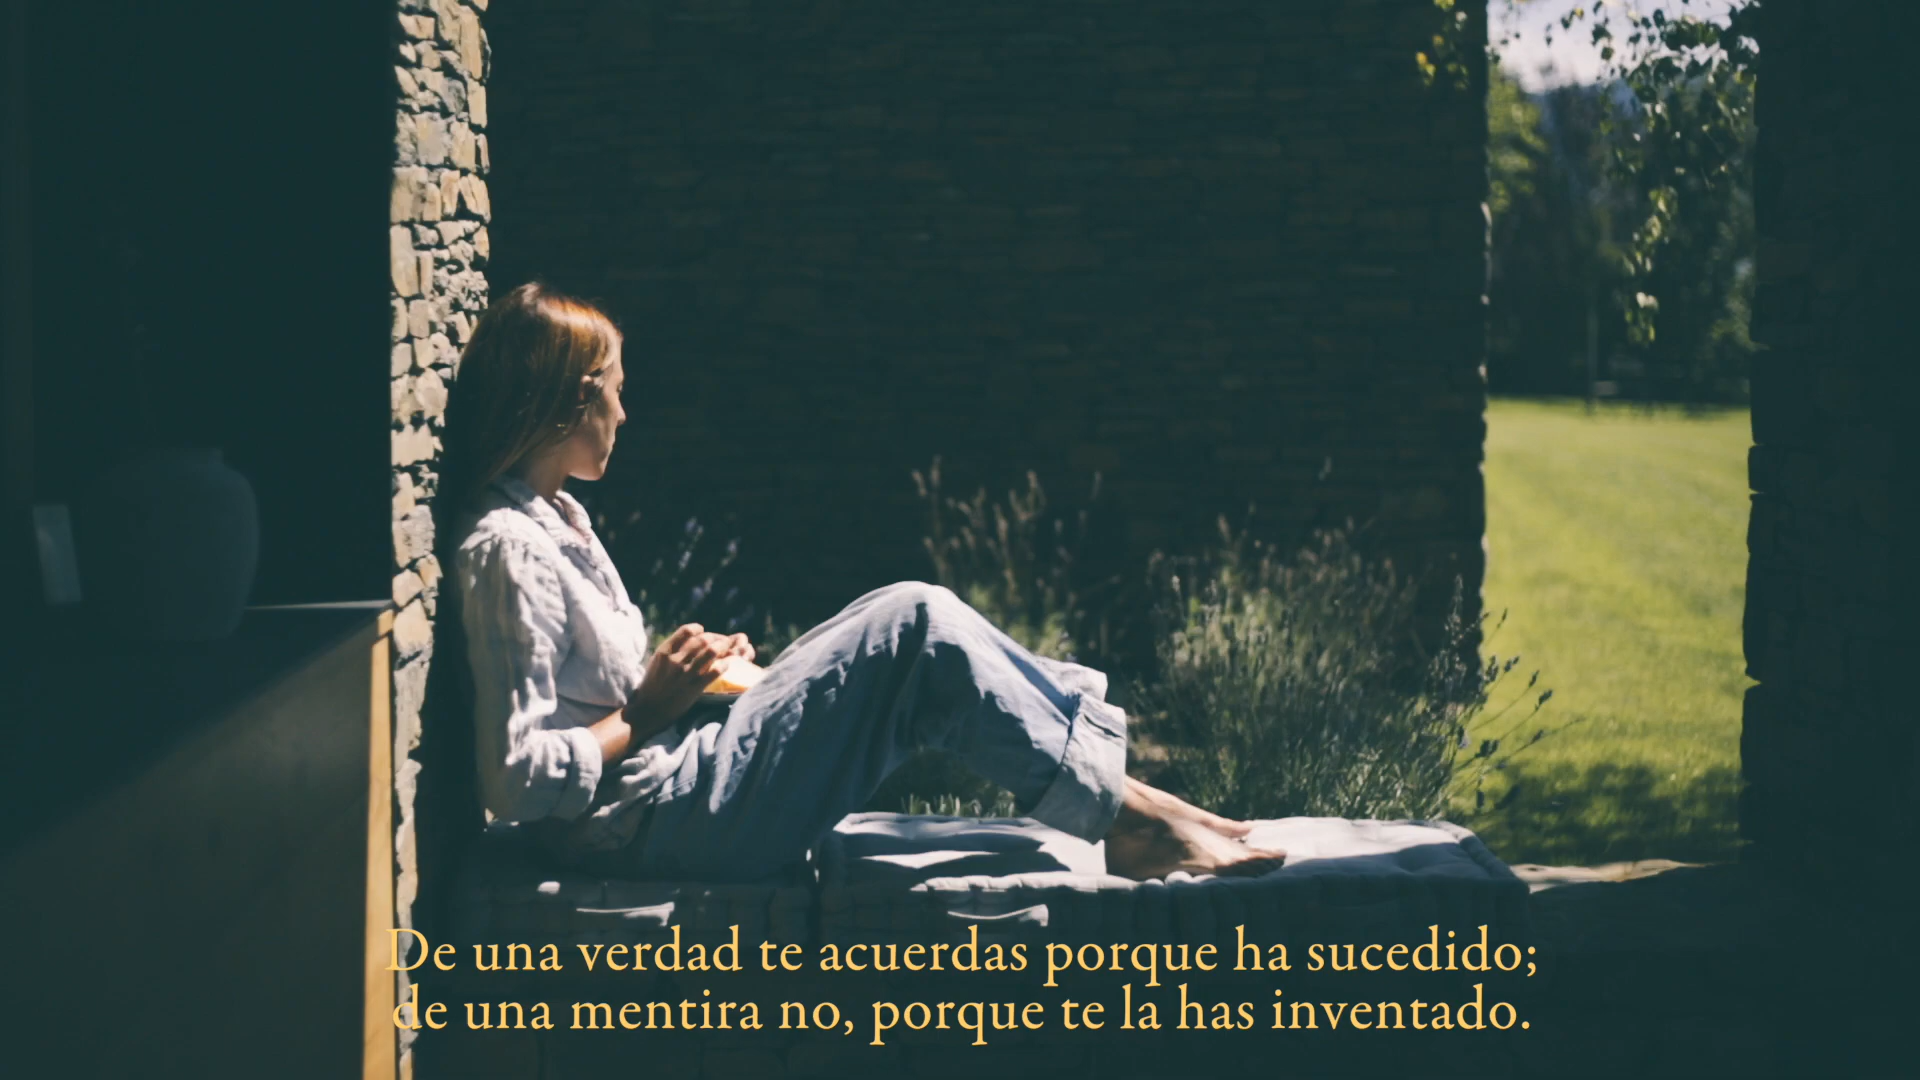 De una verdad te acuerdas porque ha sucedido;
de una mentira no, porque te la has inventado.